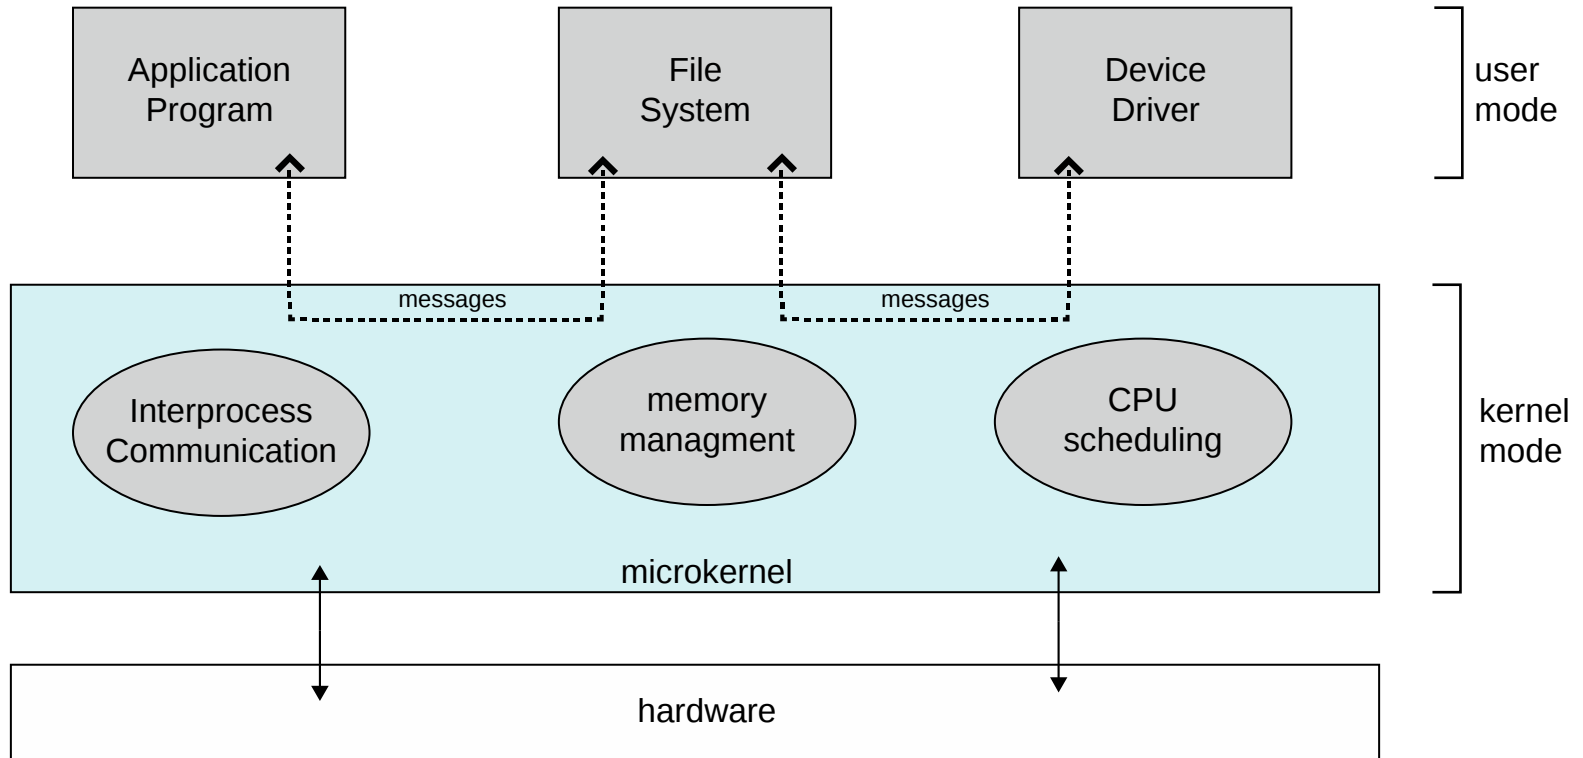 Application
Program
File
System
Device
Driver
user
mode
messages
messages
Interprocess
Communication
memory
managment
CPU
scheduling
kernel
mode
microkernel
hardware